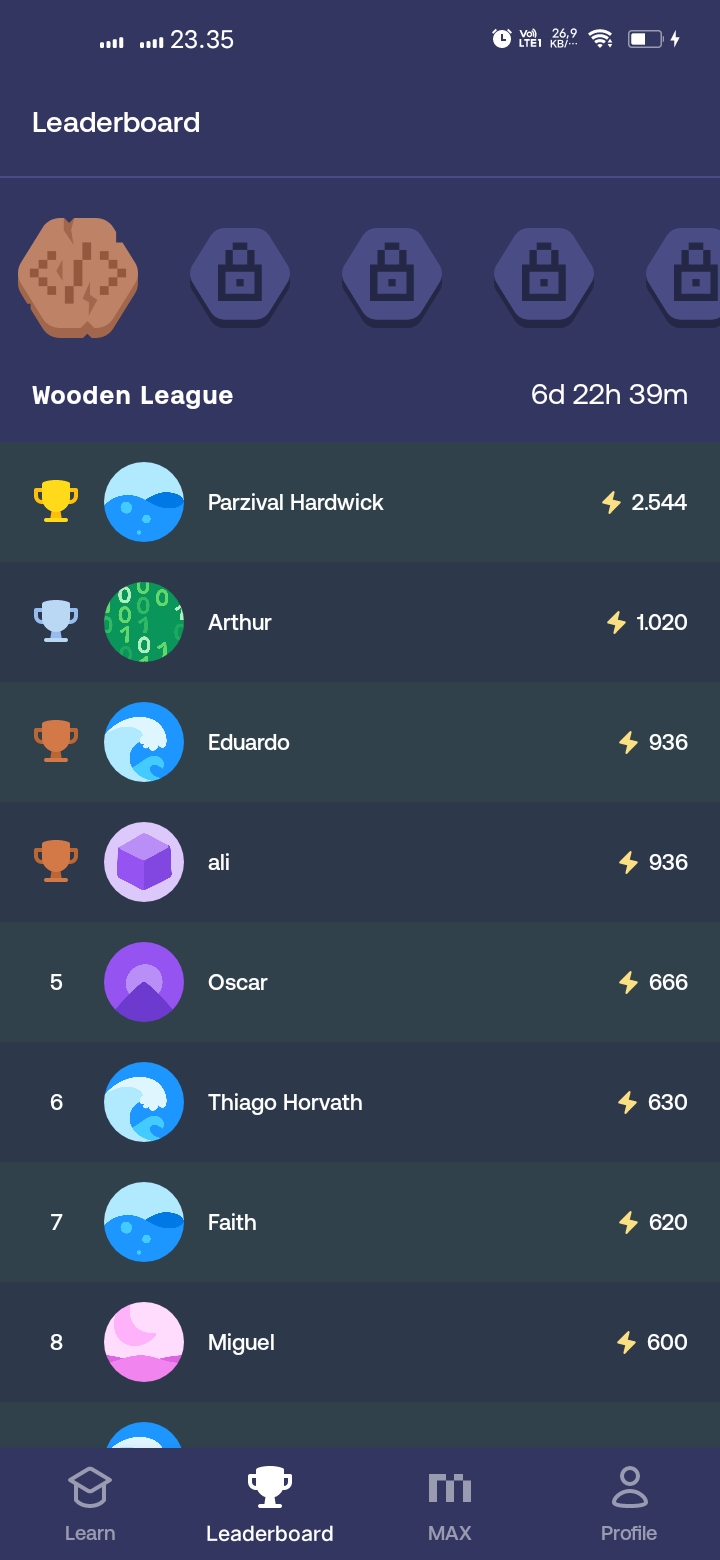 23.35
Vo))
LTE1
26,9
KB/...
Leaderboard
Wooden League 6d 22h 39m
Parzival Hardwick 2.544
Arthur 1.020
Eduardo 936
ali 936
5 Oscar 666
6 Thiago Horvath 630
7 Faith 620
8 Miguel 600
Learn Leaderboard MAX Profile